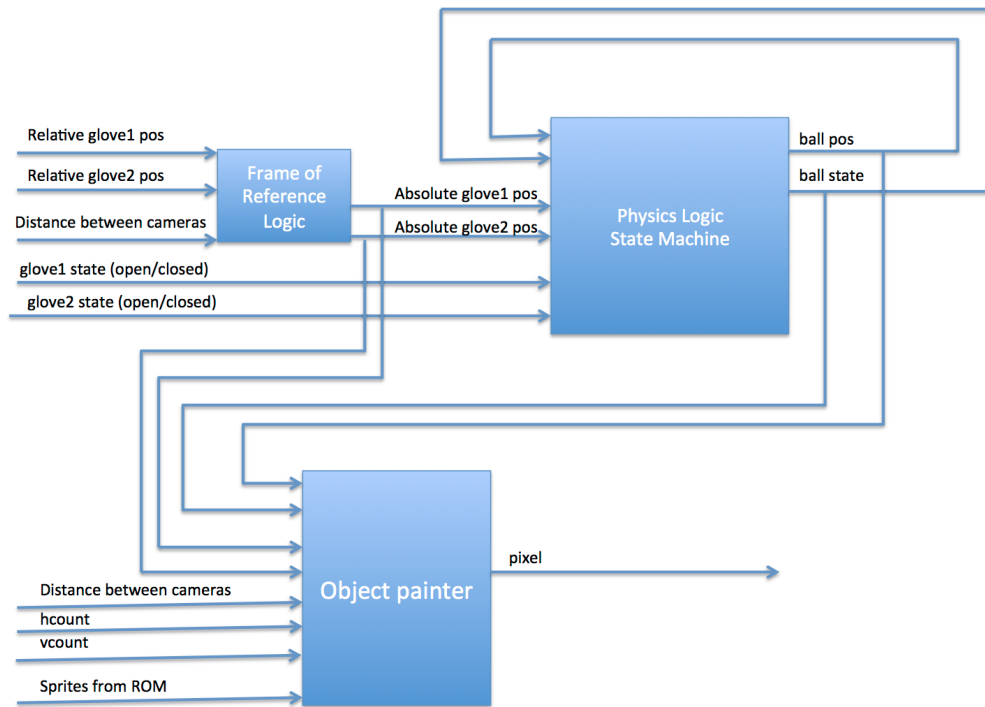 Relative glove1 pos
Relative glove2 pos
Distance between cameras
glove1 state (open/closed)
glove2 state (open/closed)
Frame of
Reference
Logic
Absolute glove1 pos
Absolute glove2 pos
Physics Logic
State Machine
ball pos
ball state
Object painter
pixel
Distance between cameras
hcount
vcount
Sprites from ROM